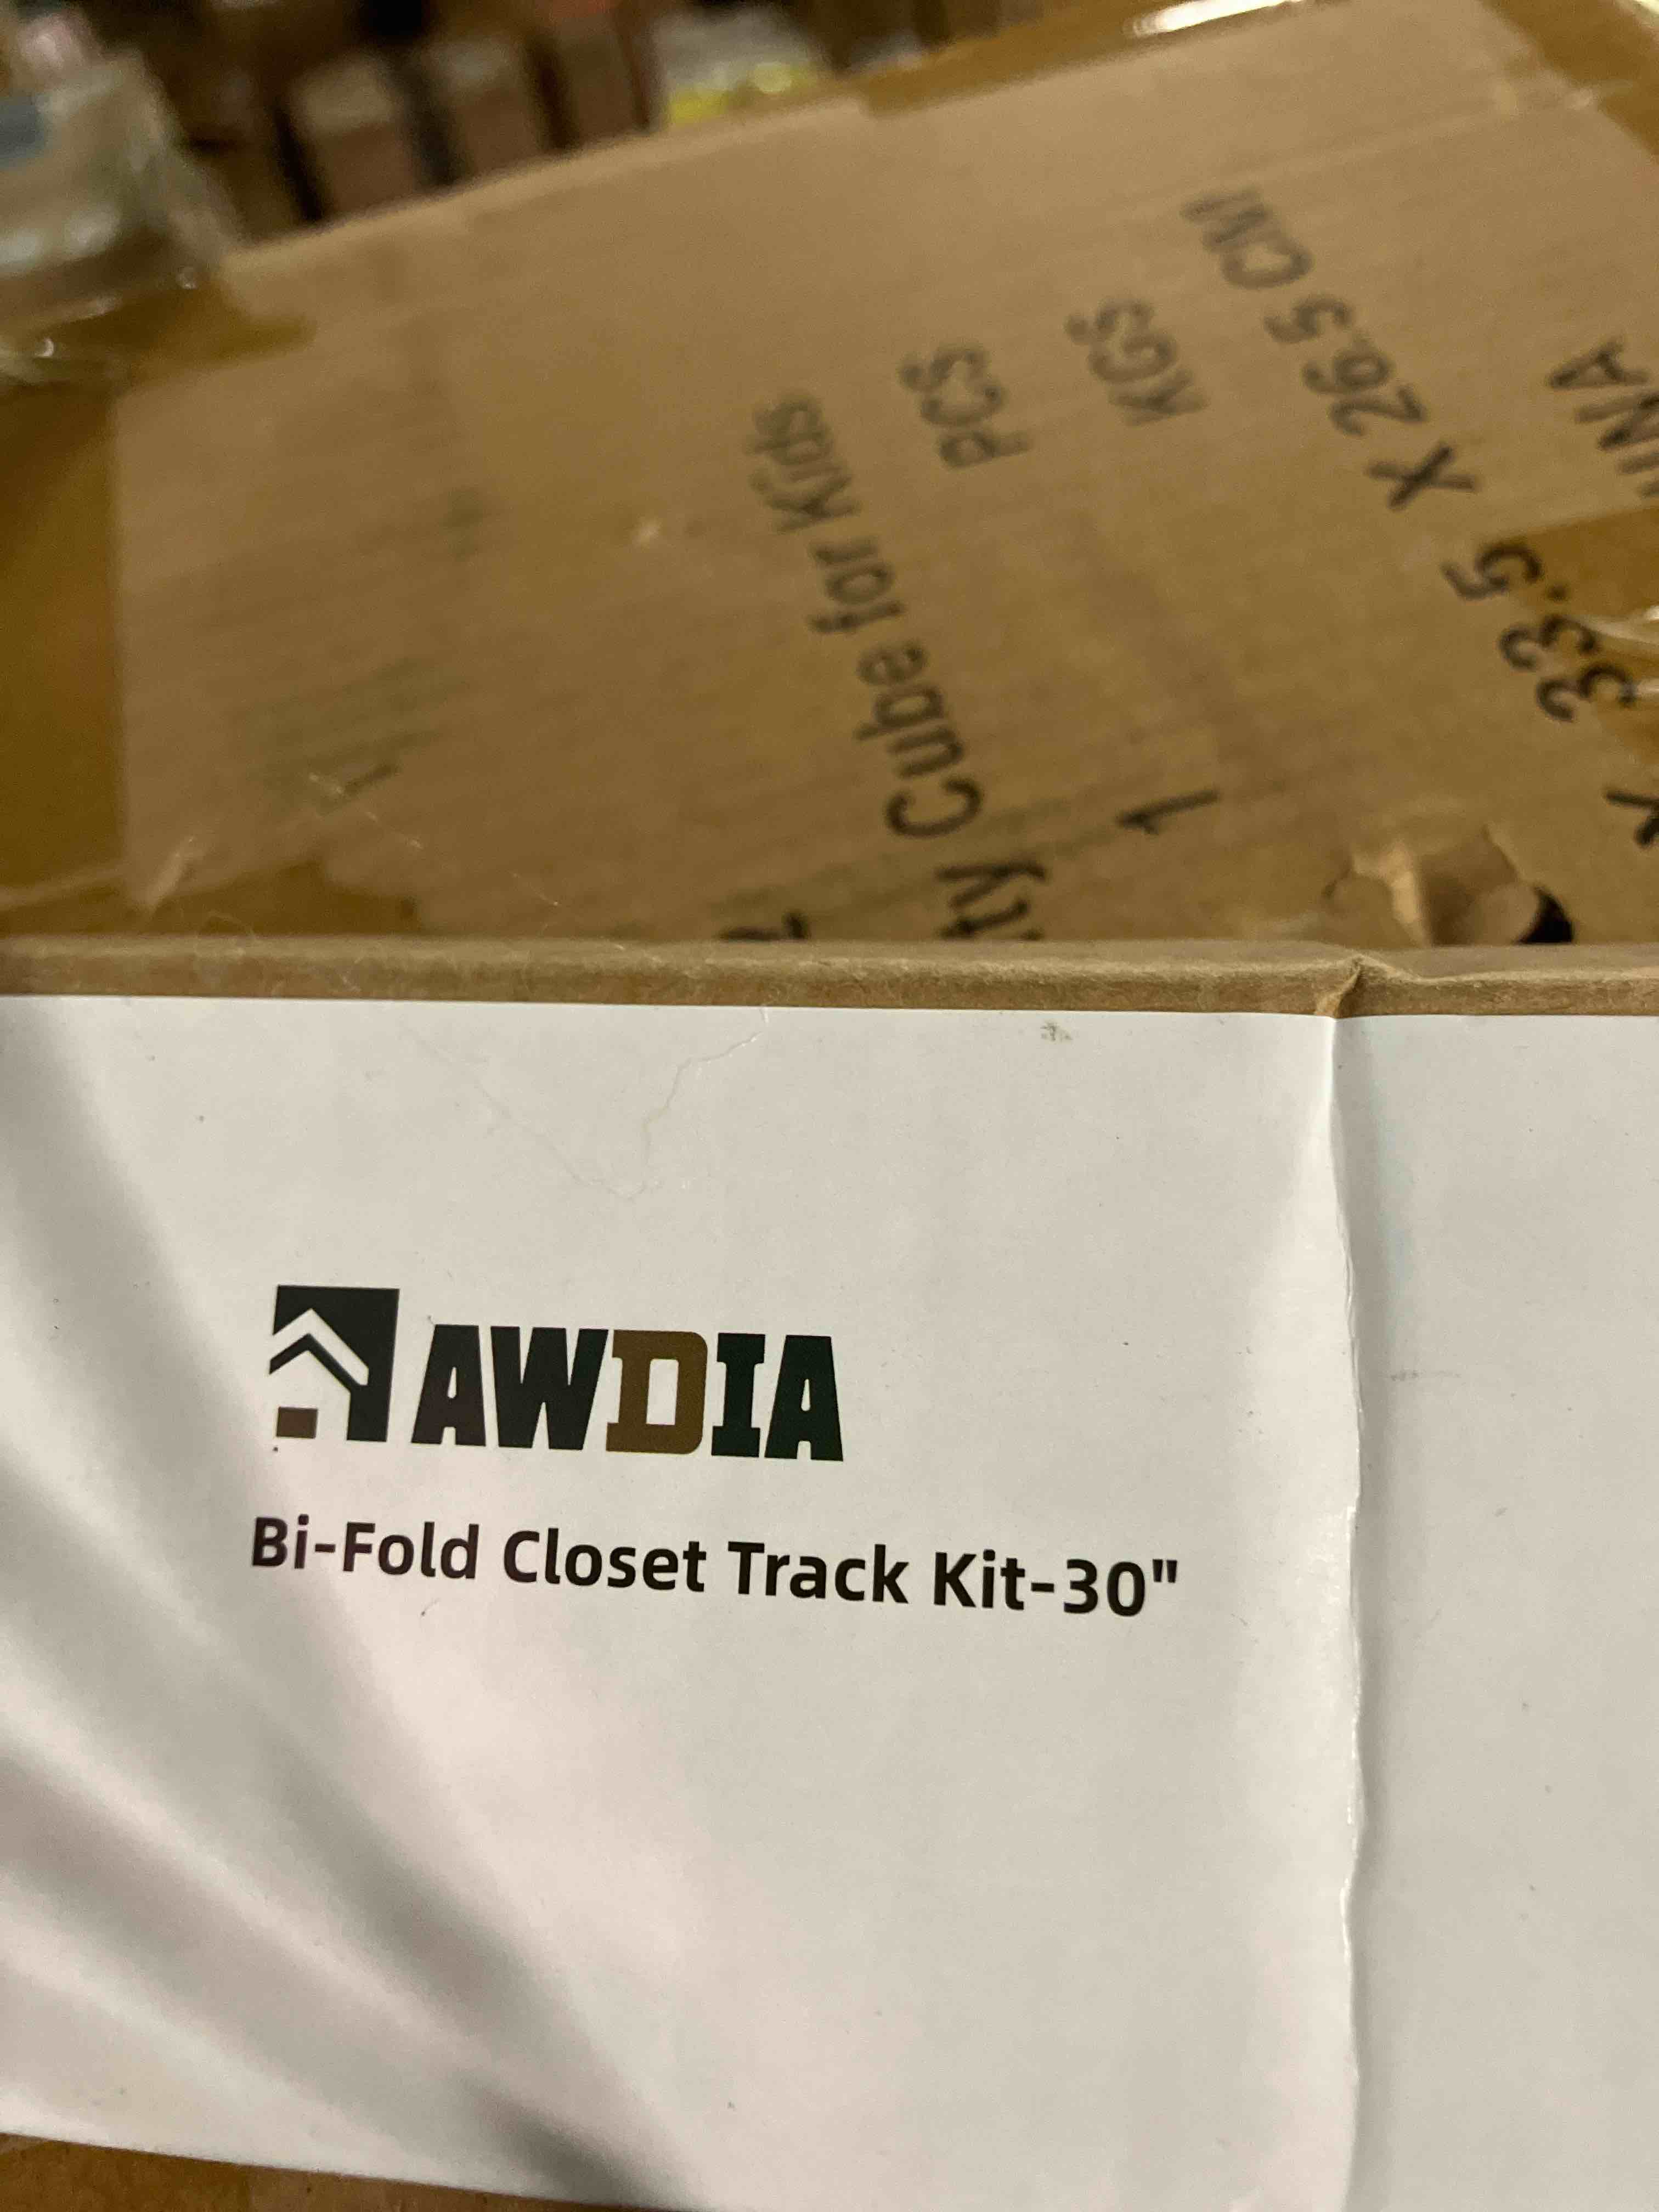 Cube for Kids
1 PCS
KGS
33.5 X 26.5 CM
AWDIA
Bi-Fold Closet Track Kit-30"